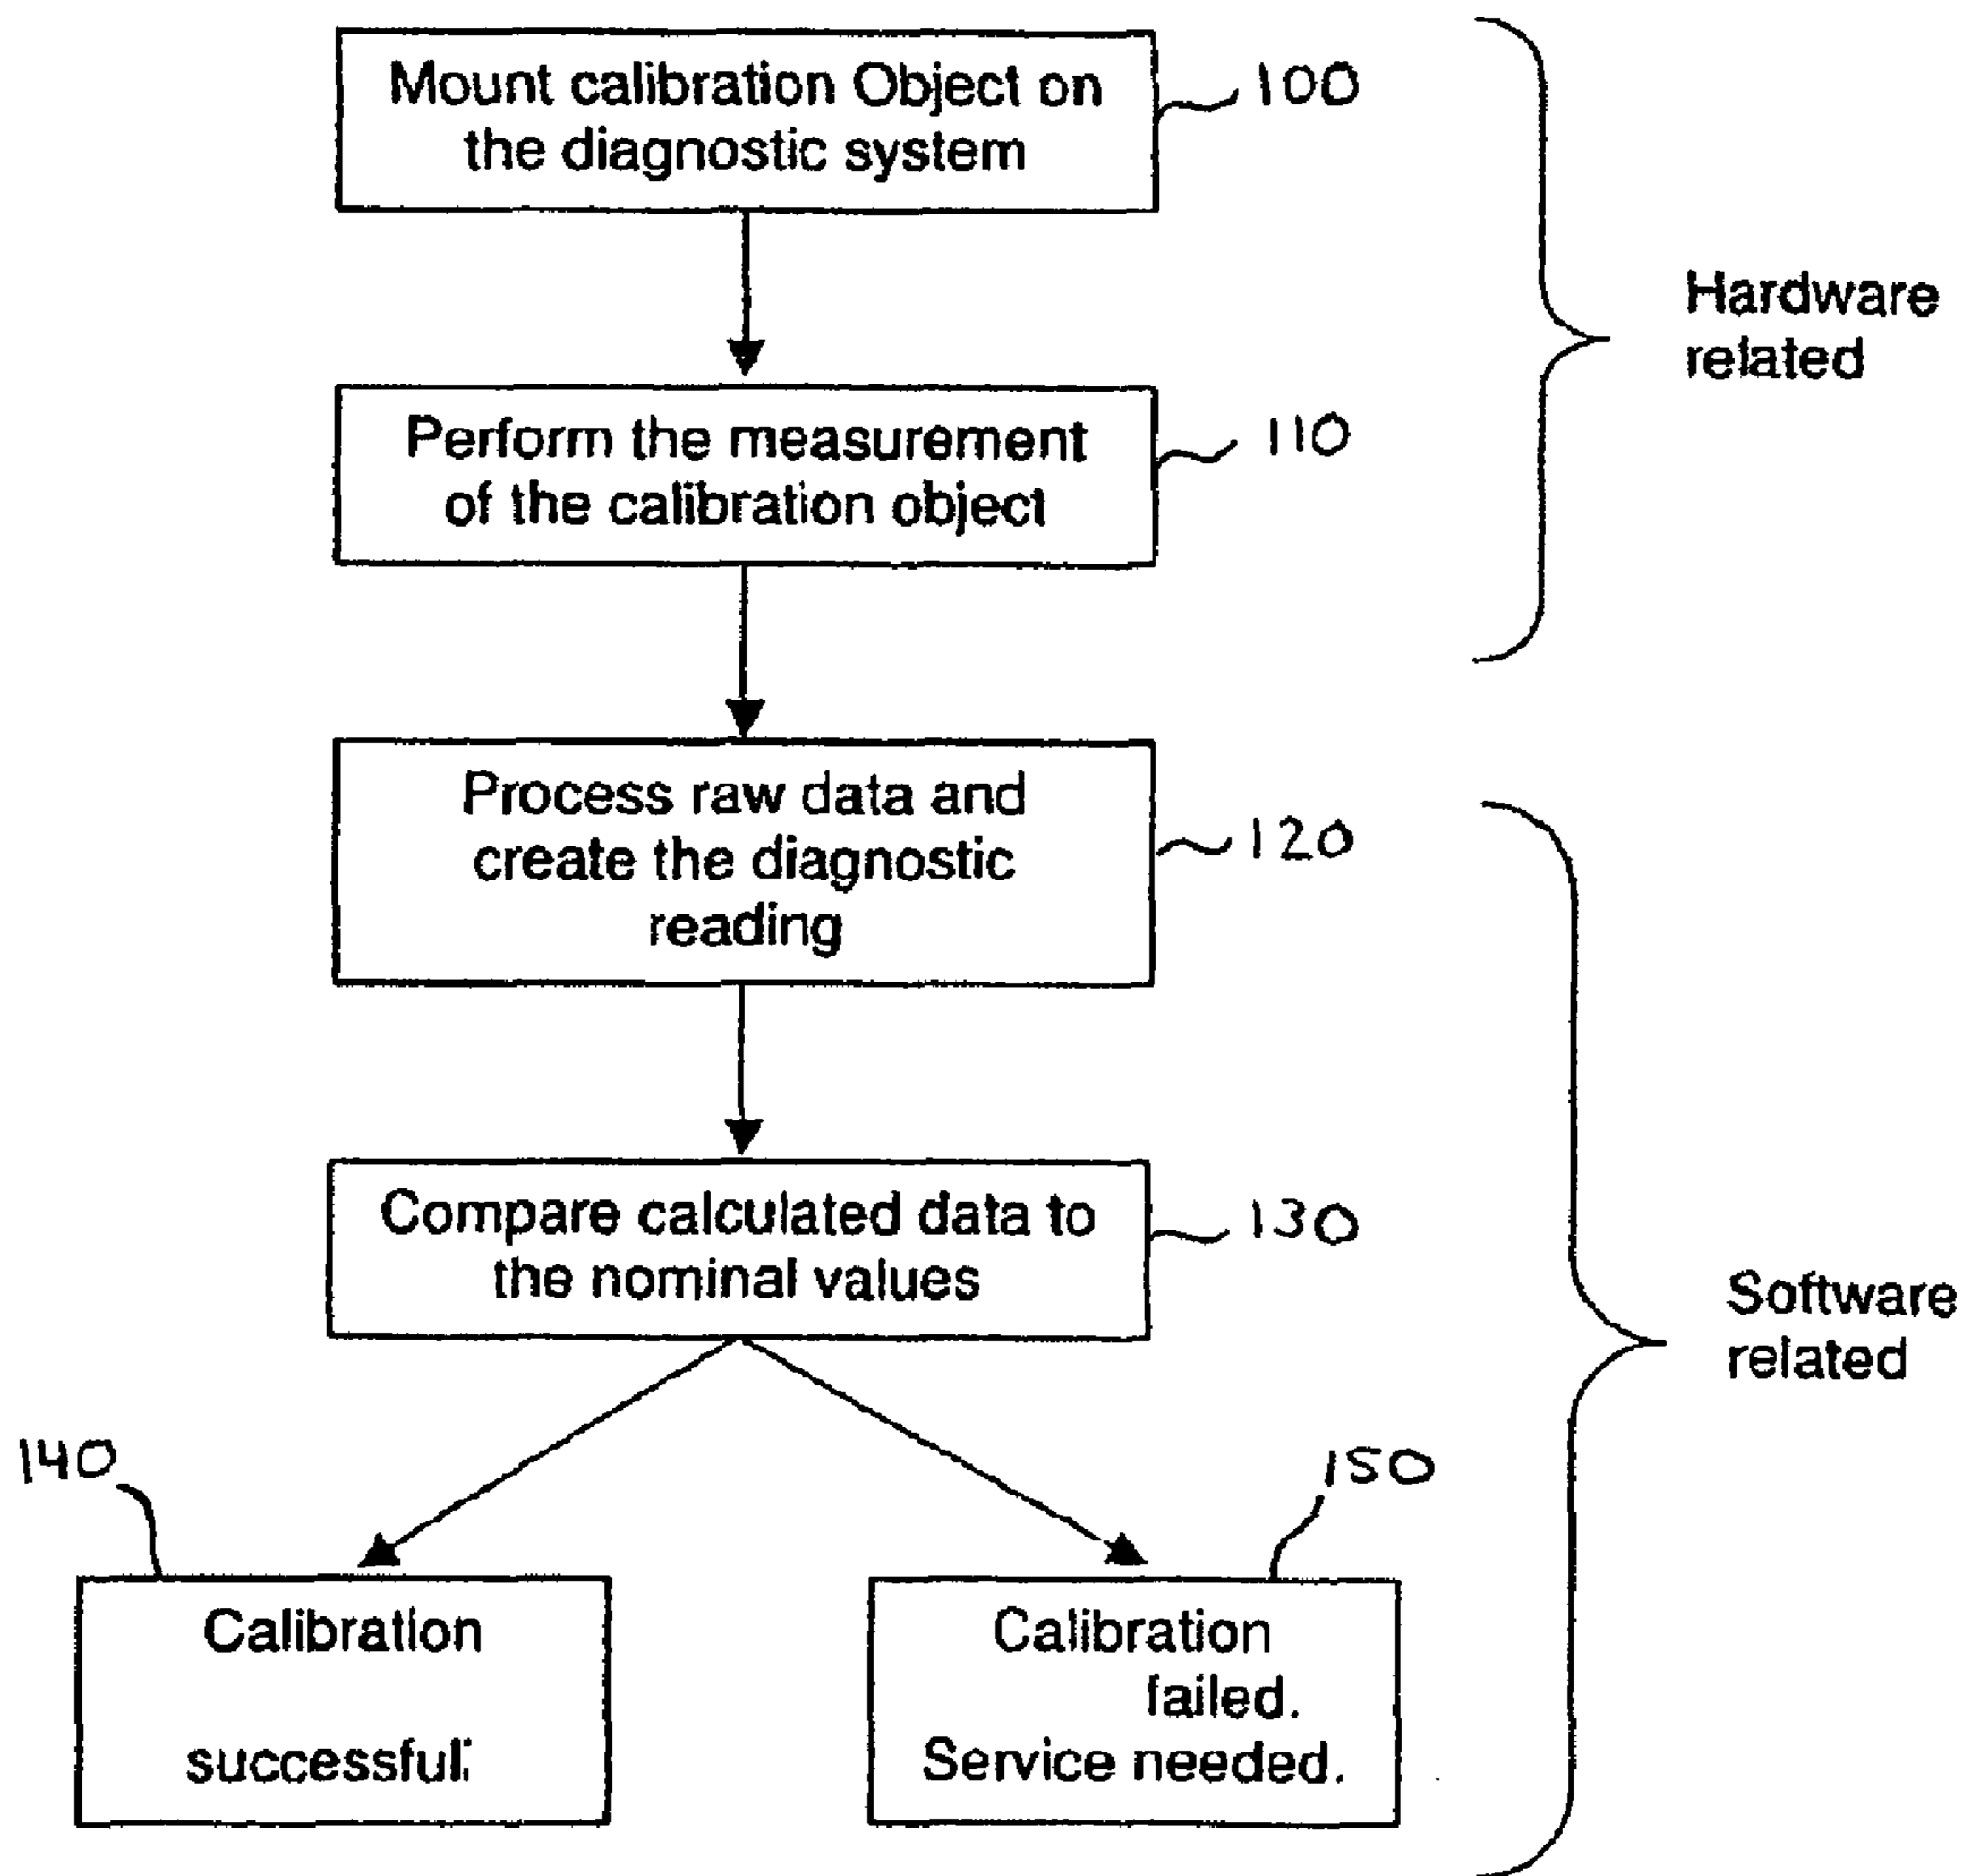 Mount calibration Object on
the diagnostic system
100
Hardware
related
Perform the measurement
of the calibration object
110
Process raw data and
create the diagnostic
reading
120
Compare calculated data to
the nominal values
130
Software
related
140
150
Calibration
successful
Calibration
failed.
Service needed.